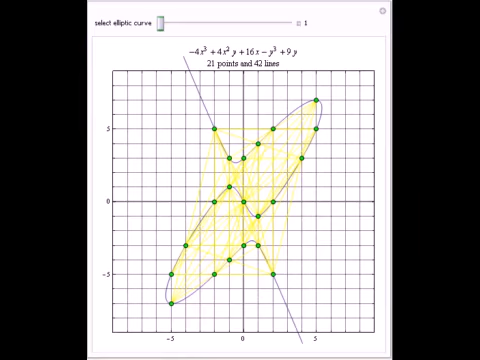 select elliptic curve 1
−4x³ + 4x² y + 16x − y³ + 9y
21 points and 42 lines
5
0
−5
−5 0 5